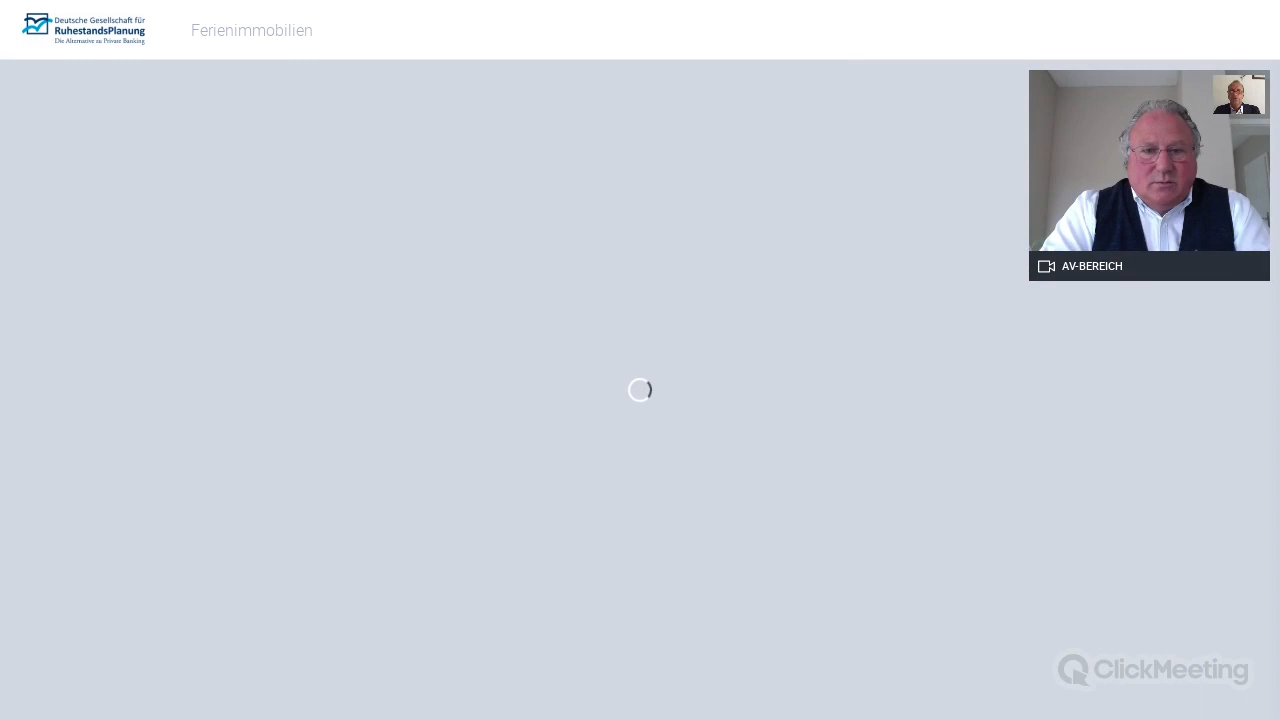 Deutsche Gesellschaft für
RuhestandsPlanung
Die Alternative zu Private Banking
Ferienimmobilien
AV-BEREICH
ClickMeeting